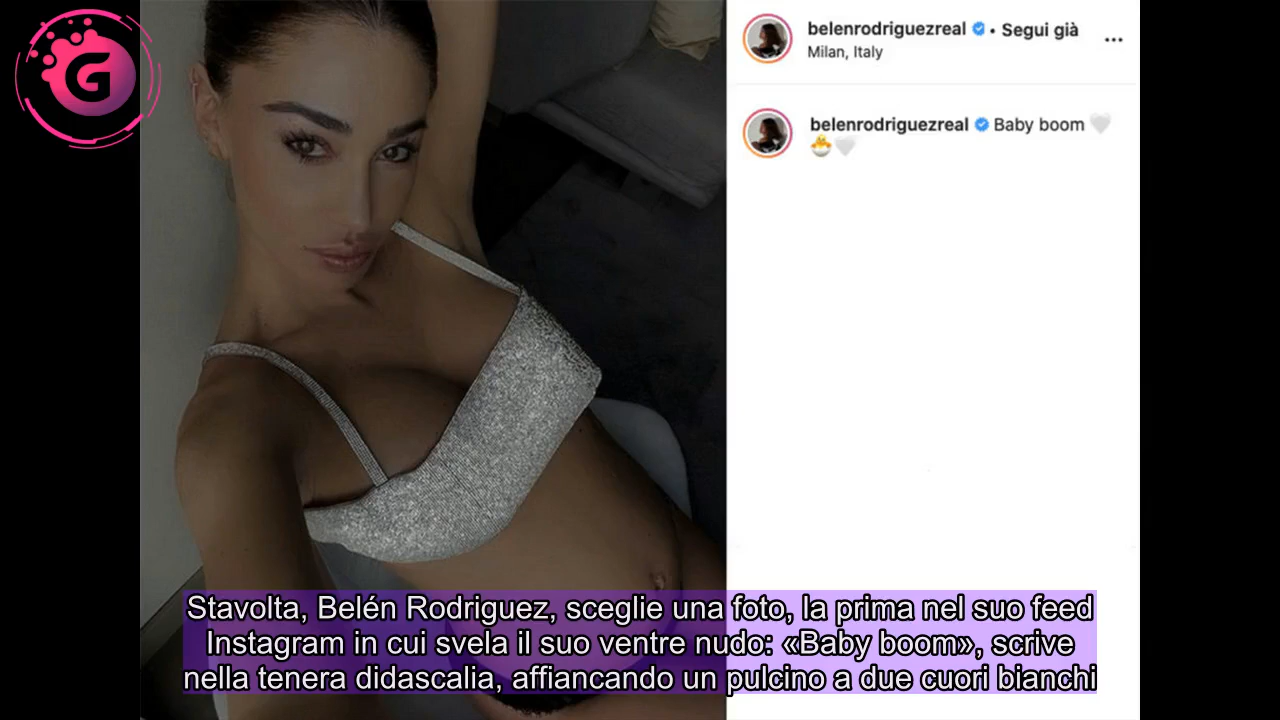 G
belenrodriguezreal • Segui già
Milan, Italy
...
belenrodriguezreal Baby boom 🤍
🐣🤍
Stavolta, Belén Rodriguez, sceglie una foto, la prima nel suo feed
Instagram in cui svela il suo ventre nudo: «Baby boom», scrive
nella tenera didascalia, affiancando un pulcino a due cuori bianchi